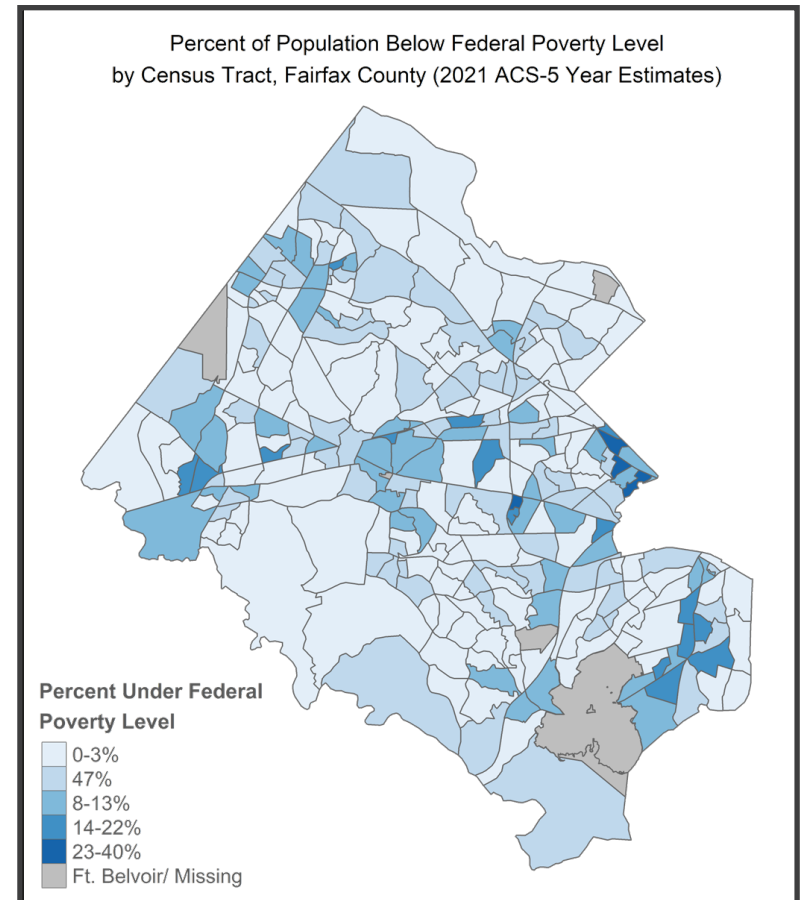 Percent of Population Below Federal Poverty Level
by Census Tract, Fairfax County (2021 ACS-5 Year Estimates)
Percent Under Federal
Poverty Level
0-3%
47%
8-13%
14-22%
23-40%
Ft. Belvoir/ Missing